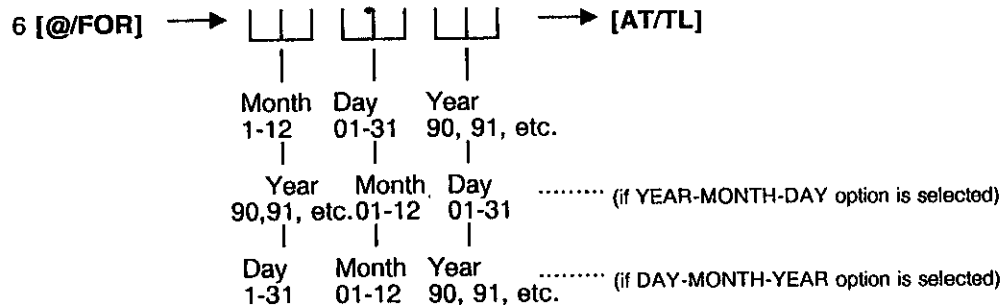 6 [@/FOR] [AT/TL]
Month Day Year
1-12 01-31 90, 91, etc.
Year Month Day ......... (if YEAR-MONTH-DAY option is selected)
90,91, etc. 01-12 01-31
Day Month Year ......... (if DAY-MONTH-YEAR option is selected)
1-31 01-12 90, 91, etc.